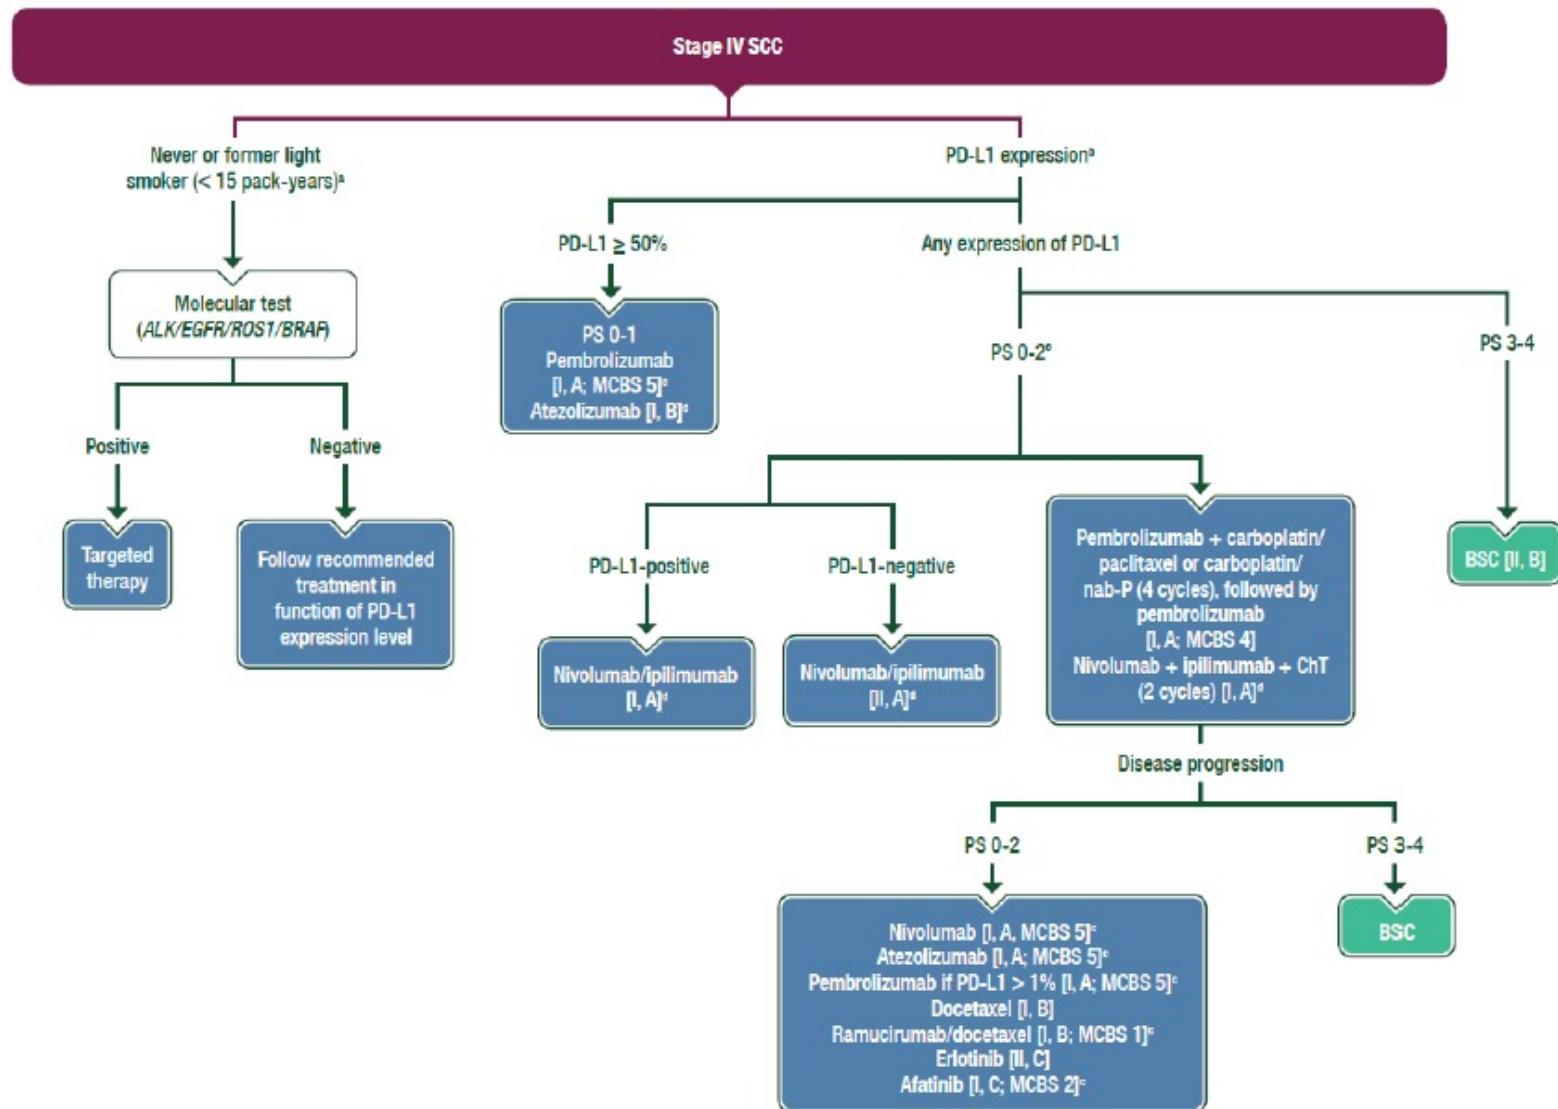 Stage IV SCC
Never or former light
smoker (< 15 pack-years)ᵃ
PD-L1 expressionᵇ
PD-L1 ≥ 50%
Any expression of PD-L1
Molecular test
(ALK/EGFR/ROS1/BRAF)
PS 0-1
Pembrolizumab
[I, A; MCBS 5]ᶜ
Atezolizumab [I, B]ᵈ
PS 0-2ᵉ
PS 3-4
Positive
Negative
Targeted
therapy
Follow recommended
treatment in
function of PD-L1
expression level
PD-L1-positive
PD-L1-negative
Nivolumab/ipilimumab
[I, A]ᵈ
Nivolumab/ipilimumab
[II, A]ᵈ
Pembrolizumab + carboplatin/
paclitaxel or carboplatin/
nab-P (4 cycles), followed by
pembrolizumab
[I, A; MCBS 4]
Nivolumab + ipilimumab + ChT
(2 cycles) [I, A]ᵈ
BSC [II, B]
Disease progression
PS 0-2
PS 3-4
Nivolumab [I, A, MCBS 5]ᶜ
Atezolizumab [I, A; MCBS 5]ᶜ
Pembrolizumab if PD-L1 > 1% [I, A; MCBS 5]ᶜ
Docetaxel [I, B]
Ramucirumab/docetaxel [I, B; MCBS 1]ᶜ
Erlotinib [II, C]
Afatinib [I, C; MCBS 2]ᶜ
BSC